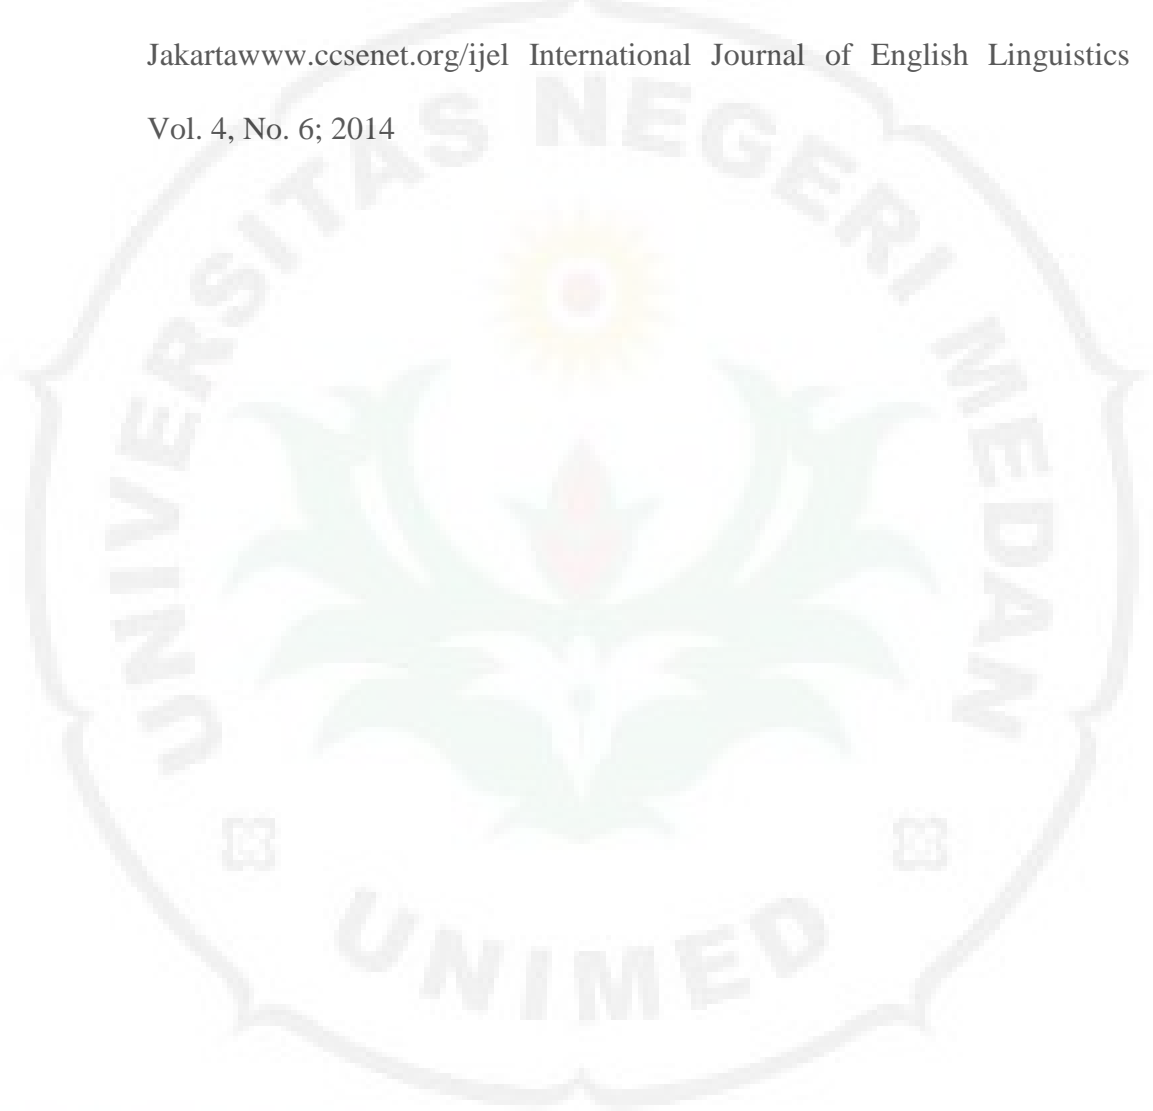 Jakartawww.ccsenet.org/ijel International Journal of English Linguistics
Vol. 4, No. 6; 2014
UNIVERSITAS NEGERI MEDAN
UNIMED